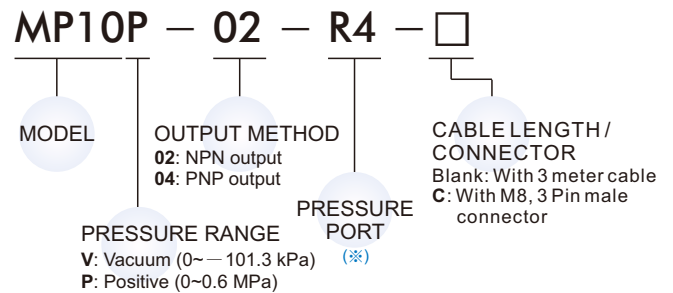 MP10P － 02 － R4 － □
MODEL
OUTPUT METHOD
02: NPN output
04: PNP output
CABLE LENGTH /
CONNECTOR
Blank: With 3 meter cable
C: With M8, 3 Pin male
connector
PRESSURE
PORT
(※)
PRESSURE RANGE
V: Vacuum (0~－101.3 kPa)
P: Positive (0~0.6 MPa)